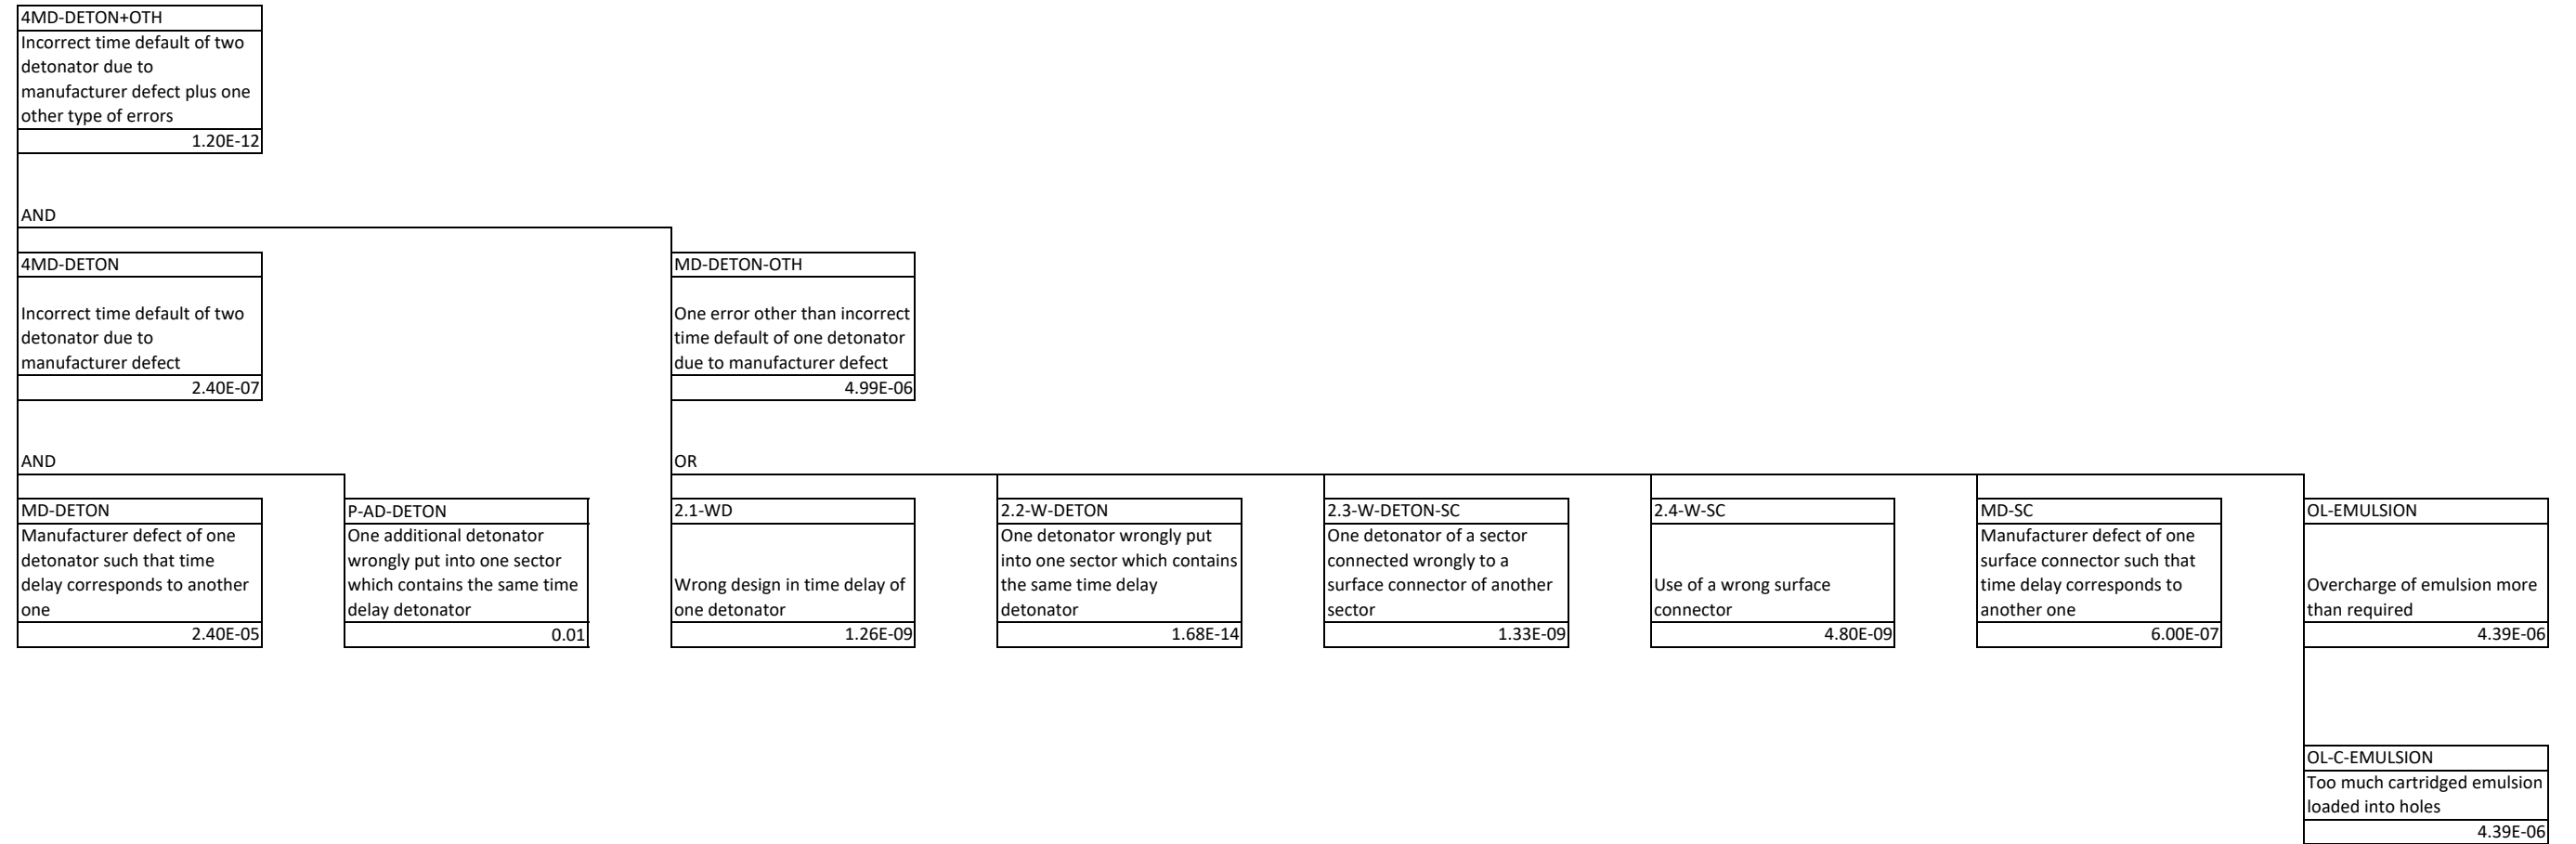 4MD-DETON+OTH
Incorrect time default of two
detonator due to
manufacturer defect plus one
other type of errors
1.20E-12
AND
4MD-DETON
Incorrect time default of two
detonator due to
manufacturer defect
2.40E-07
MD-DETON-OTH
One error other than incorrect
time default of one detonator
due to manufacturer defect
4.99E-06
AND
OR
MD-DETON
Manufacturer defect of one
detonator such that time
delay corresponds to another
one
2.40E-05
P-AD-DETON
One additional detonator
wrongly put into one sector
which contains the same time
delay detonator
0.01
2.1-WD
Wrong design in time delay of
one detonator
1.26E-09
2.2-W-DETON
One detonator wrongly put
into one sector which contains
the same time delay
detonator
1.68E-14
2.3-W-DETON-SC
One detonator of a sector
connected wrongly to a
surface connector of another
sector
1.33E-09
2.4-W-SC
Use of a wrong surface
connector
4.80E-09
MD-SC
Manufacturer defect of one
surface connector such that
time delay corresponds to
another one
6.00E-07
OL-EMULSION
Overcharge of emulsion more
than required
4.39E-06
OL-C-EMULSION
Too much cartridged emulsion
loaded into holes
4.39E-06